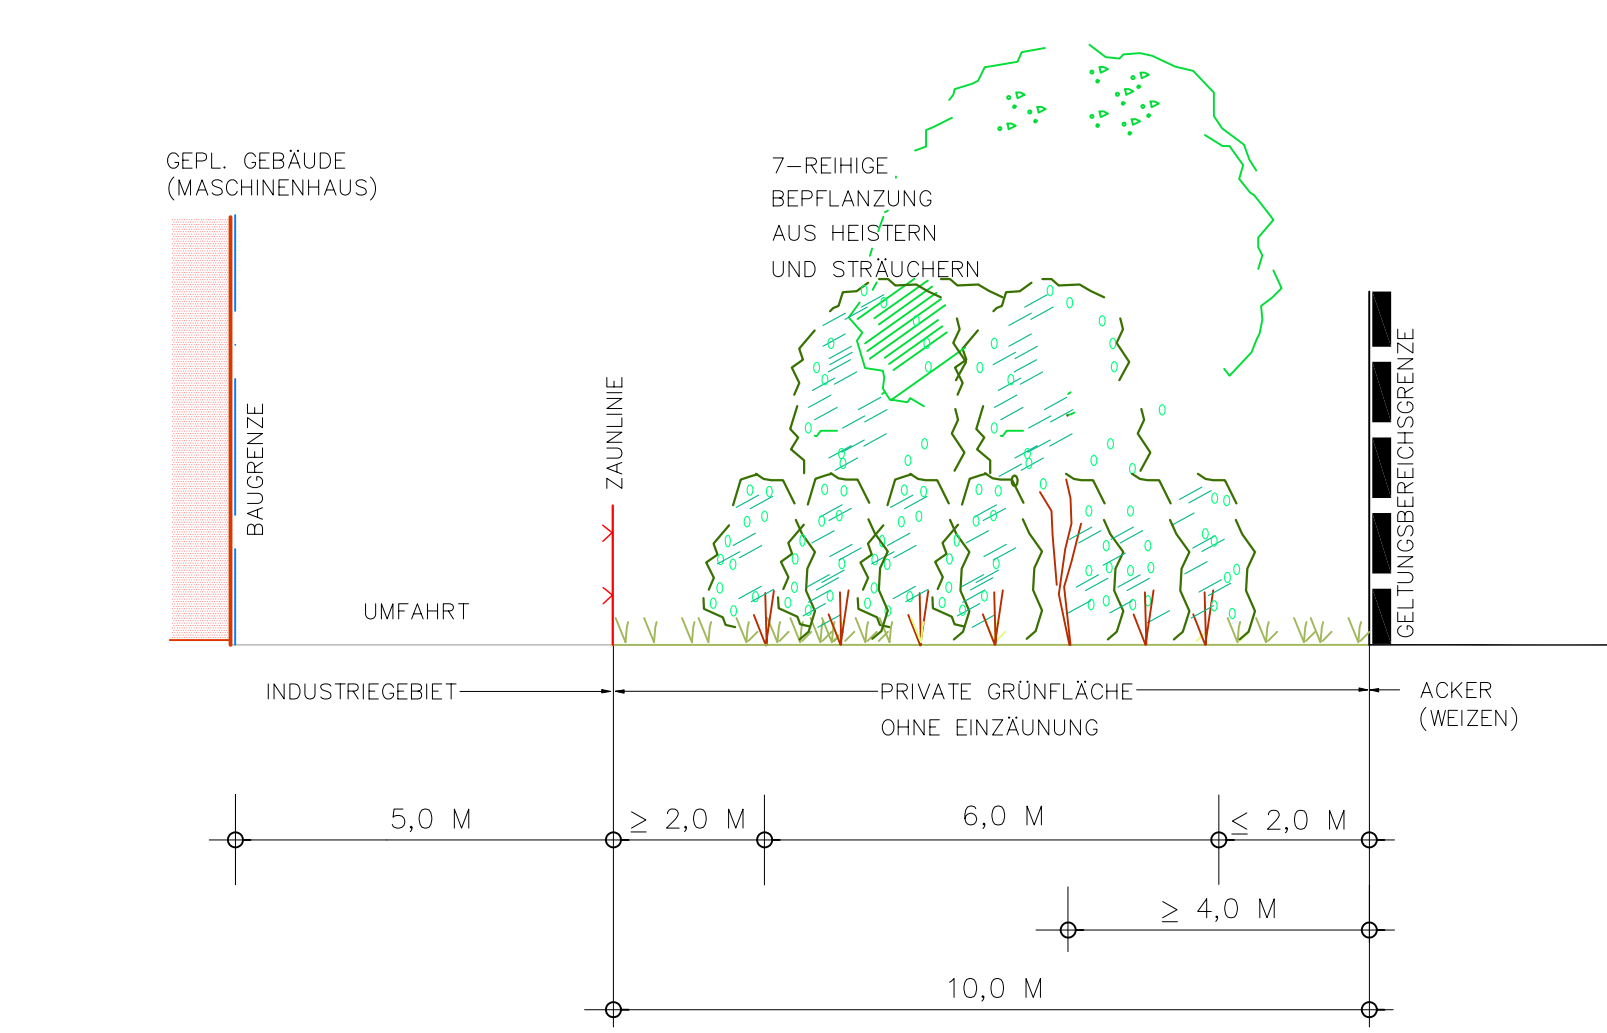 GEPL. GEBÄUDE
(MASCHINENHAUS)
7-REIHIGE
BEPFLANZUNG
AUS HEISTERN
UND STRÄUCHERN
BAUGRENZE
ZAUNLINIE
GELTUNGSBEREICHSGRENZE
UMFAHRT
INDUSTRIEGEBIET
PRIVATE GRÜNFLÄCHE
OHNE EINZÄUNUNG
ACKER
(WEIZEN)
5,0 M
≥ 2,0 M
6,0 M
≤ 2,0 M
≥ 4,0 M
10,0 M